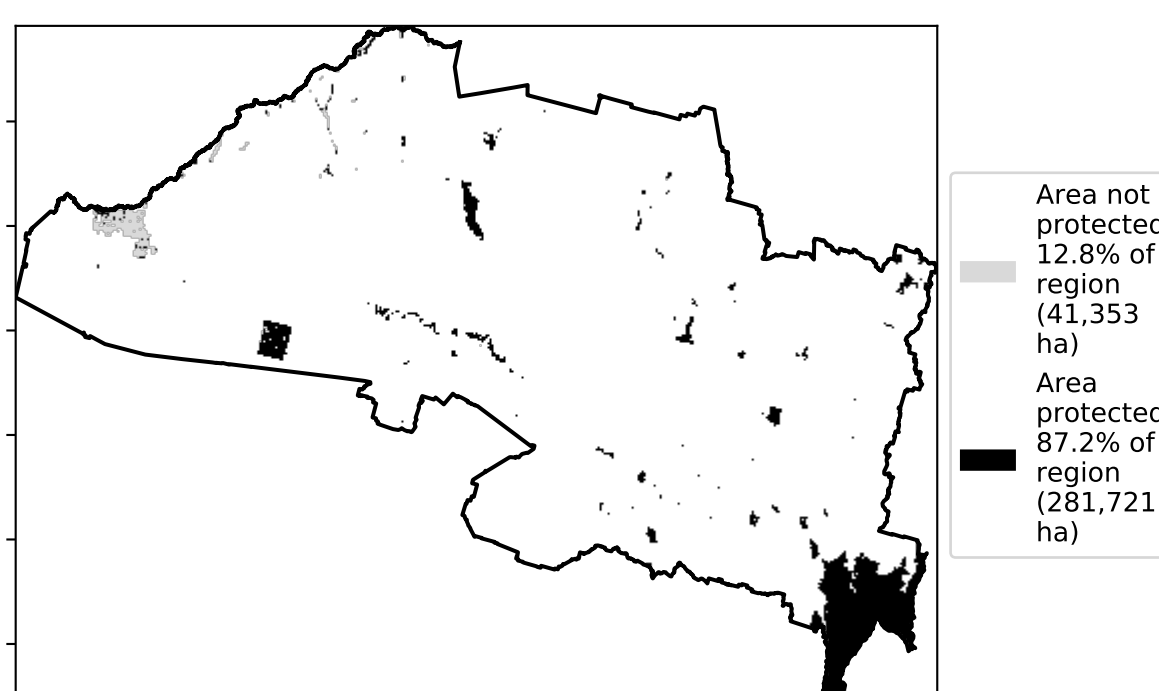 Area not
protected
12.8% of
region
(41,353
ha)
Area
protected
87.2% of
region
(281,721
ha)